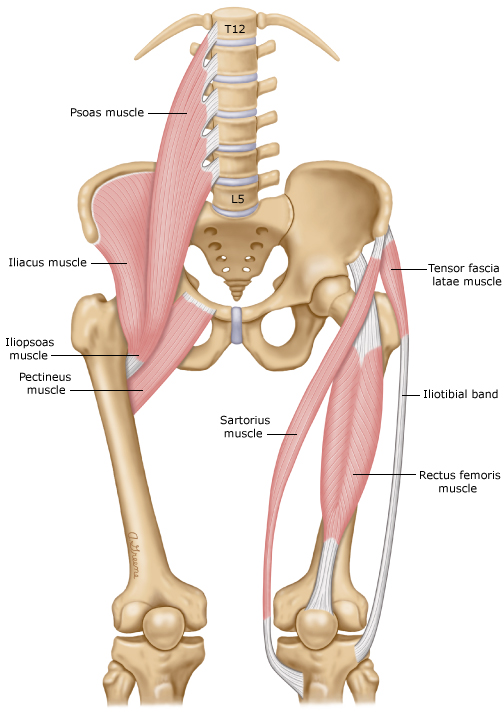 T12
Psoas muscle
L5
Iliacus muscle
Tensor fascia
latae muscle
Iliopsoas
muscle
Pectineus
muscle
Iliotibial band
Sartorius
muscle
Rectus femoris
muscle